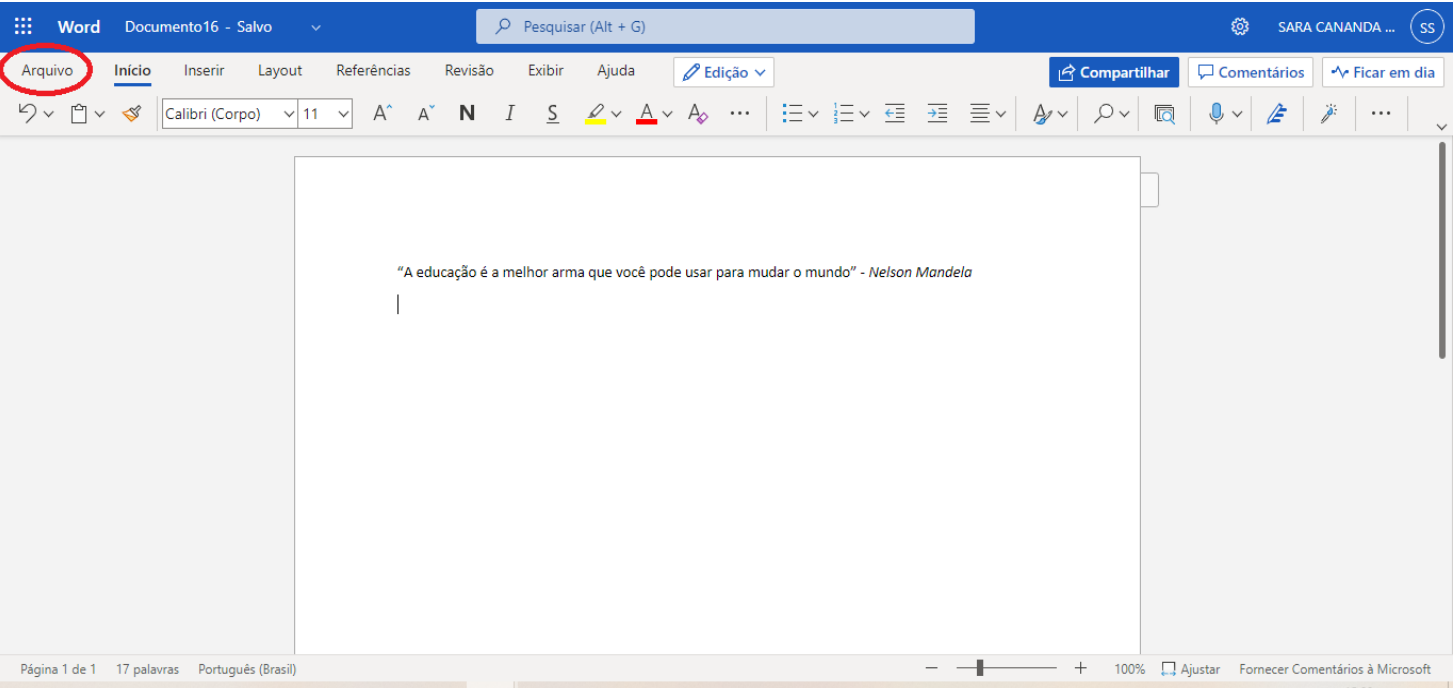 Word Documento16 - Salvo Pesquisar (Alt + G) SARA CANANDA ... SS
Arquivo Início Inserir Layout Referências Revisão Exibir Ajuda Edição Compartilhar Comentários Ficar em dia
Calibri (Corpo) 11 A A N I S A A
“A educação é a melhor arma que você pode usar para mudar o mundo” - Nelson Mandela
Página 1 de 1 17 palavras Português (Brasil) 100% Ajustar Fornecer Comentários à Microsoft